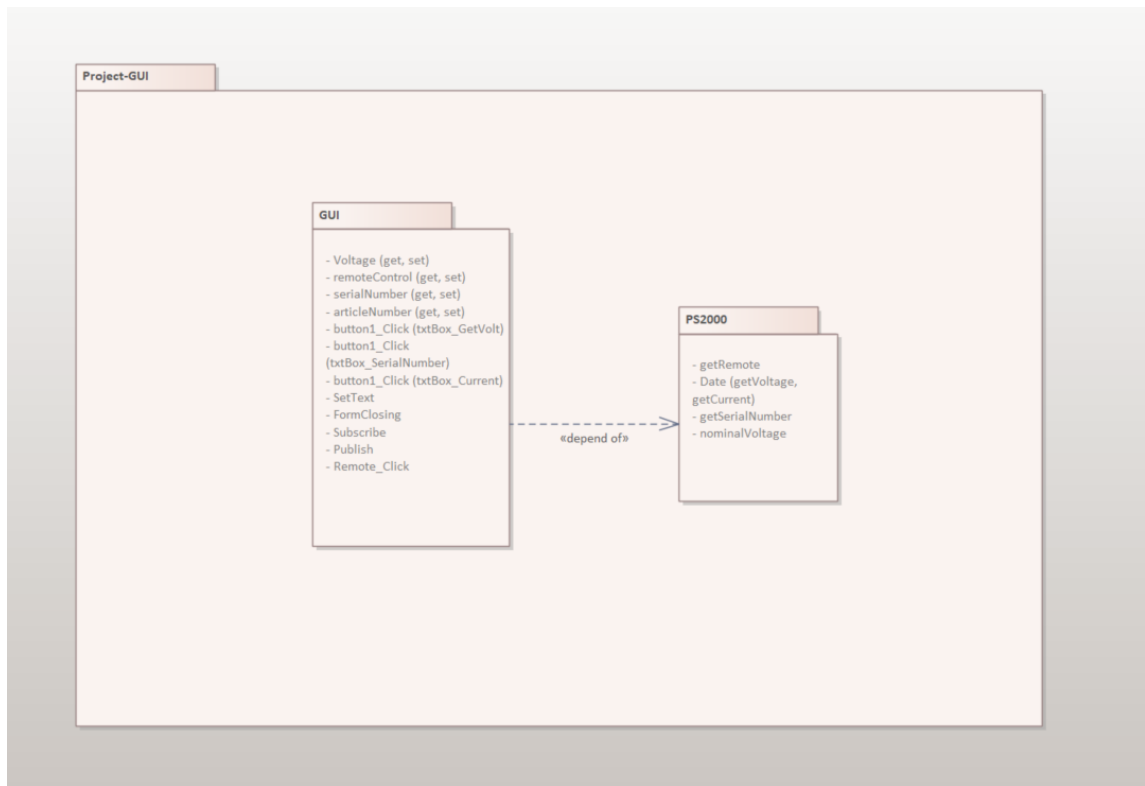 Project-GUI
GUI
- Voltage (get, set)
- remoteControl (get, set)
- serialNumber (get, set)
- articleNumber (get, set)
- button1_Click (txtBox_GetVolt)
- button1_Click
(txtBox_SerialNumber)
- button1_Click (txtBox_Current)
- SetText
- FormClosing
- Subscribe
- Publish
- Remote_Click
«depend of»
PS2000
- getRemote
- Date (getVoltage,
getCurrent)
- getSerialNumber
- nominalVoltage